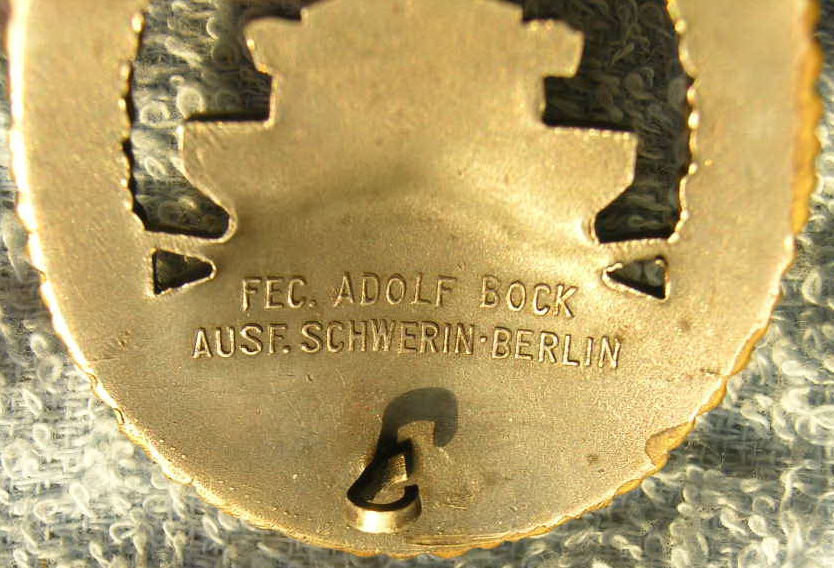 FEC. ADOLF BOCK
AUSF. SCHWERIN·BERLIN